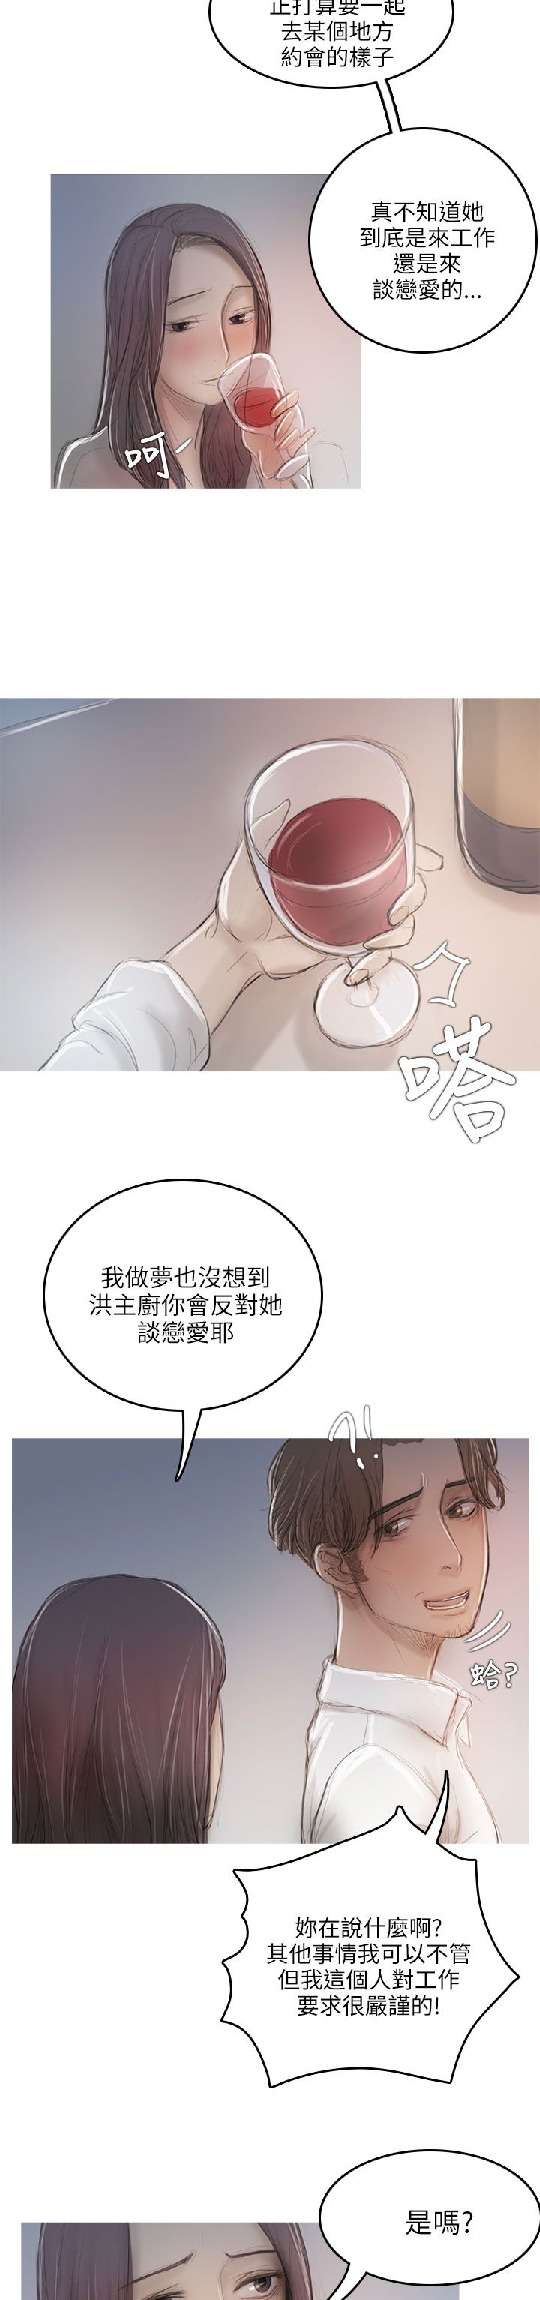 正打算要一起
去某個地方
約會的樣子
真不知道她
到底是來工作
還是來
談戀愛的...
呵
嗒
我做夢也沒想到
洪主廚你會反對她
談戀愛耶
蛤?
妳在說什麼啊?
其他事情我可以不管
但我這個人對工作
要求很嚴謹的!
是嗎?